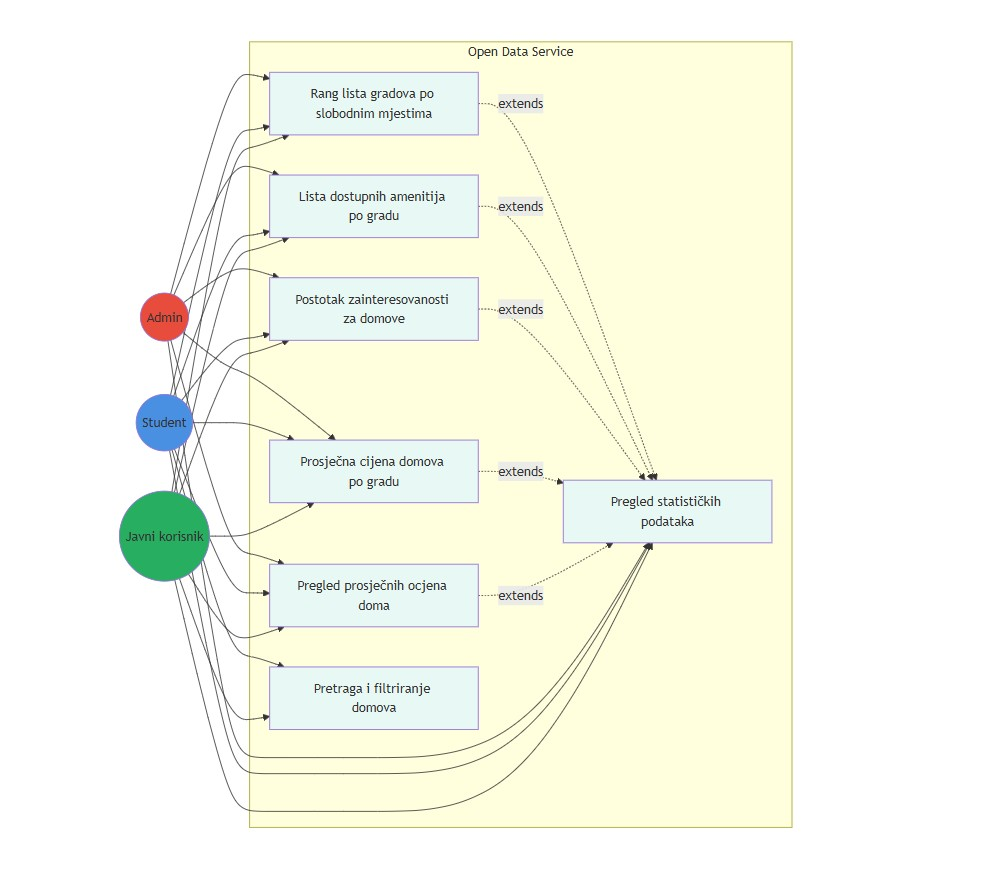 Open Data Service
Rang lista gradova po
slobodnim mjestima
extends
Lista dostupnih amenitija
po gradu
extends
Postotak zainteresovanosti
za domove
extends
Admin
Student
Prosječna cijena domova
po gradu
extends
Pregled statističkih
podataka
Javni korisnik
Pregled prosječnih ocjena
doma
extends
Pretraga i filtriranje
domova